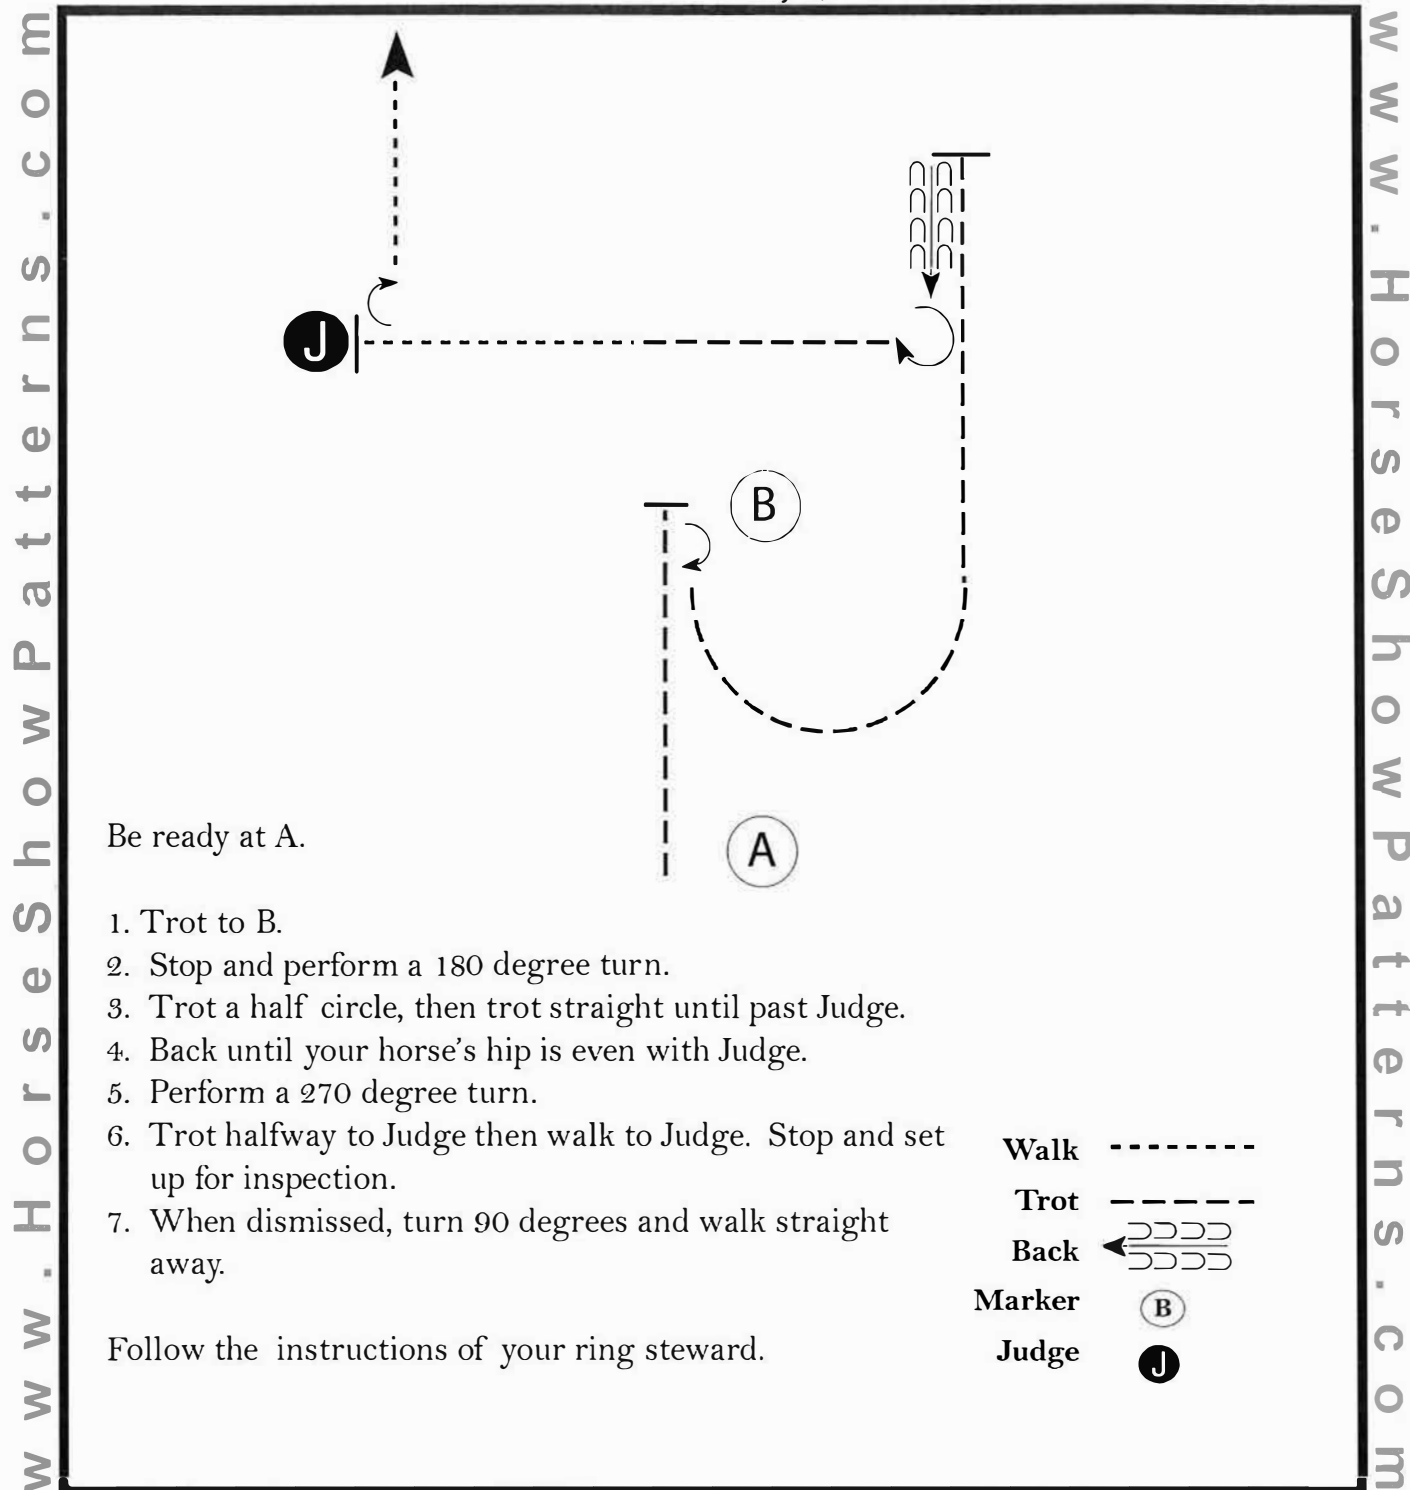 www.HorseShowPatterns.com
www.HorseShowPatterns.com
J
B
A
Be ready at A.
1. Trot to B.
2. Stop and perform a 180 degree turn.
3. Trot a half circle, then trot straight until past Judge.
4. Back until your horse's hip is even with Judge.
5. Perform a 270 degree turn.
6. Trot halfway to Judge then walk to Judge. Stop and set
up for inspection.
7. When dismissed, turn 90 degrees and walk straight
away.
Follow the instructions of your ring steward.
Walk
Trot
Back
Marker B
Judge J